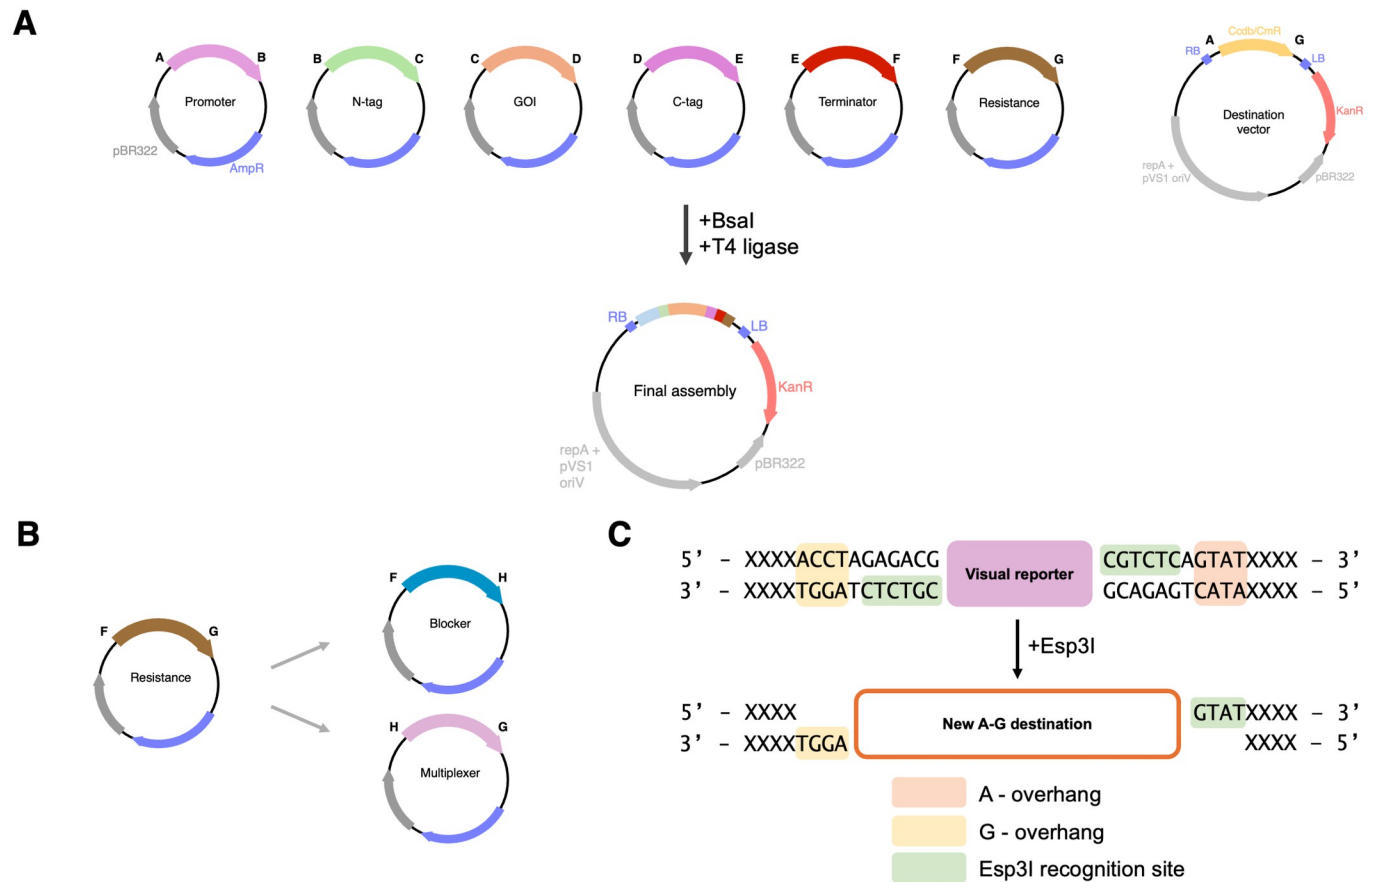 A
A B
Promoter
pBR322
AmpR
B C
N-tag
C D
GOI
D E
C-tag
E F
Terminator
F G
Resistance
Ccdb/CmR
RB A G LB
Destination
vector
KanR
repA +
pVS1 oriV
pBR322
+BsaI
+T4 ligase
RB LB
Final assembly
KanR
repA +
pVS1
oriV
pBR322
B
F G
Resistance
F H
Blocker
H G
Multiplexer
C
5’ – XXXXACCTAGAGACG Visual reporter CGTCTCAGTATXXXX – 3’
3’ – XXXXTGGATCTCTGC GCAGAGTCATAXXXX – 5’
+Esp3I
5’ – XXXX New A-G destination GTATXXXX – 3’
3’ – XXXXTGGA XXXX – 5’
A - overhang
G - overhang
Esp3I recognition site